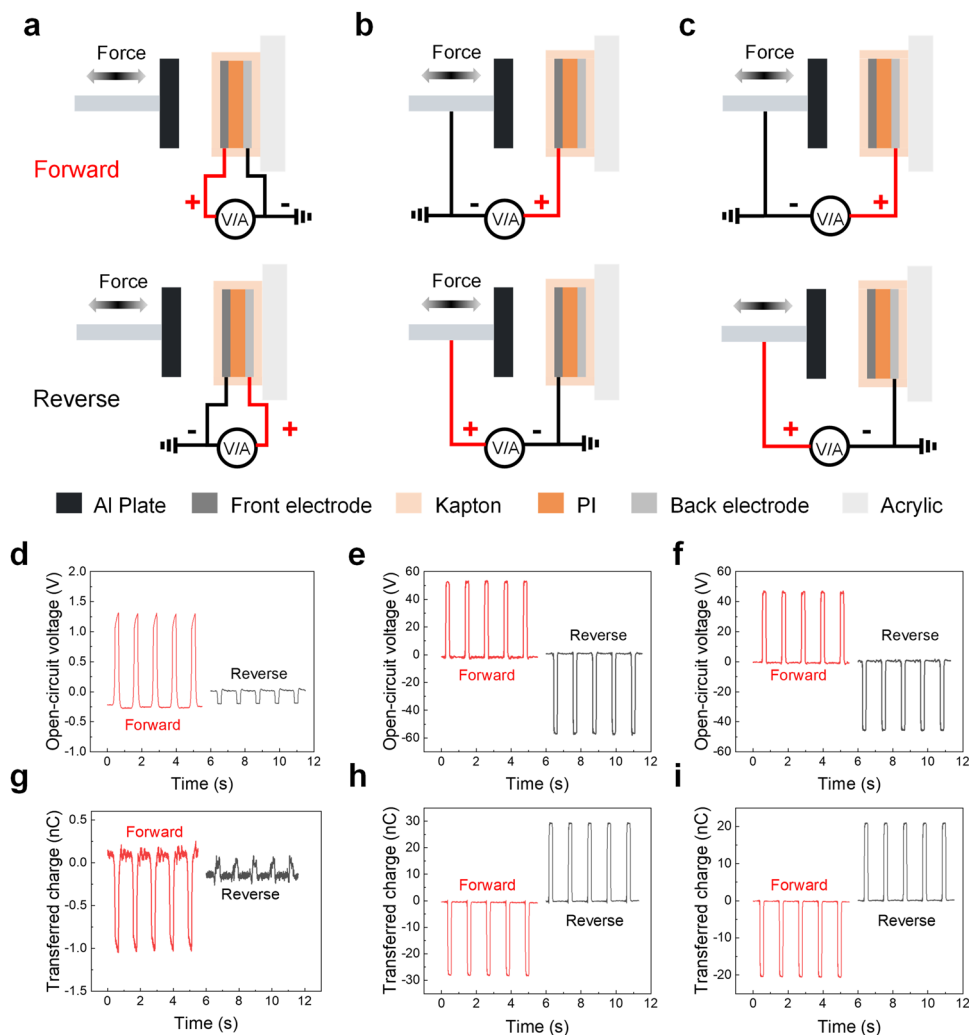 a
b
c
Force
Force
Force
Forward
+
-
V/A
-
+
V/A
-
+
V/A
Force
Force
Reverse
-
+
V/A
+
-
V/A
+
-
V/A
Al Plate
Front electrode
Kapton
PI
Back electrode
Acrylic
d
Open-circuit voltage (V)
2.0
1.5
1.0
0.5
0.0
-0.5
-1.0
Reverse
Forward
0 2 4 6 8 10 12
Time (s)
e
Open-circuit voltage (V)
60
40
20
0
-20
-40
-60
Reverse
Forward
0 2 4 6 8 10 12
Time (s)
f
Open-circuit voltage (V)
60
40
20
0
-20
-40
-60
Reverse
Forward
0 2 4 6 8 10 12
Time (s)
g
Transferred charge (nC)
0.5
0.0
-0.5
-1.0
-1.5
Forward
Reverse
0 2 4 6 8 10 12
Time (s)
h
Transferred charge (nC)
30
20
10
0
-10
-20
-30
Forward
Reverse
0 2 4 6 8 10 12
Time (s)
i
Transferred charge (nC)
20
10
0
-10
-20
Forward
Reverse
0 2 4 6 8 10 12
Time (s)